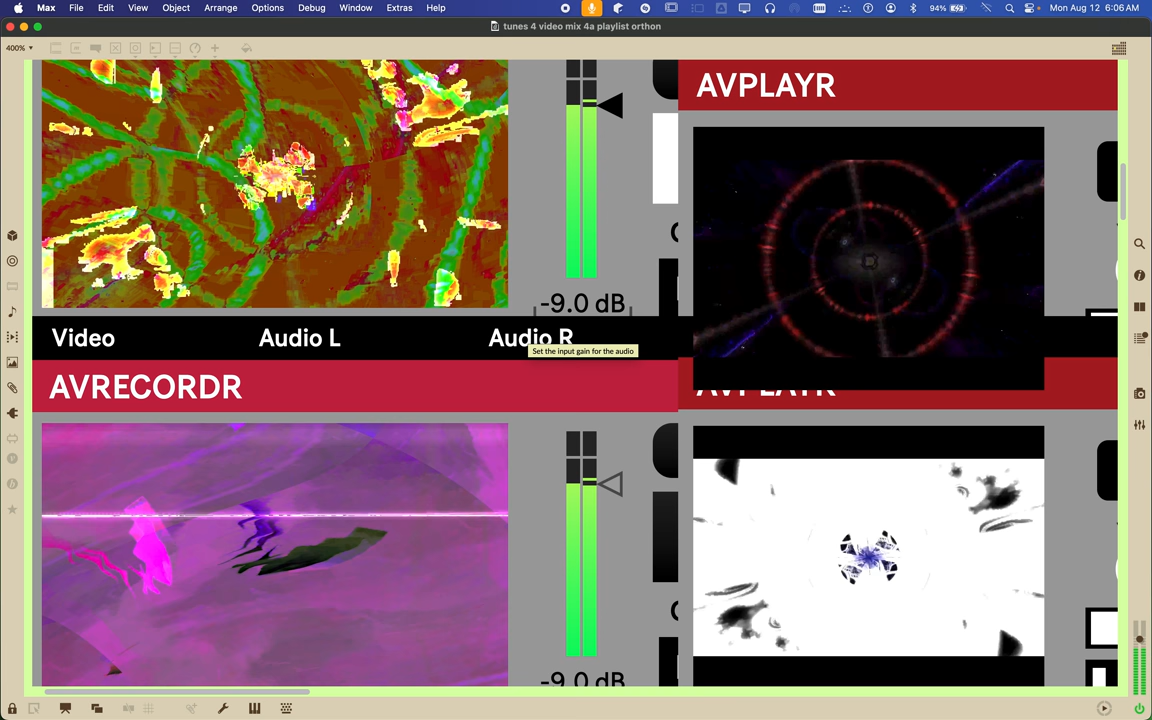 Max File Edit View Object Arrange Options Debug Window Extras Help 94% Mon Aug 12 6:06 AM
tunes 4 video mix 4a playlist orthon
400%
AVPLAYR
-9.0 dB
Video Audio L Audio R
Set the input gain for the audio
AVRECORDR
AVPLAYR
-9.0 dB